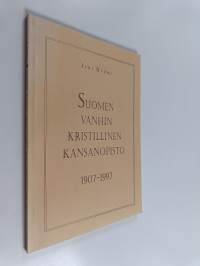 SUOMEN
VANHIN
KRISTILLINEN
KANSANOPISTO
1907-1997